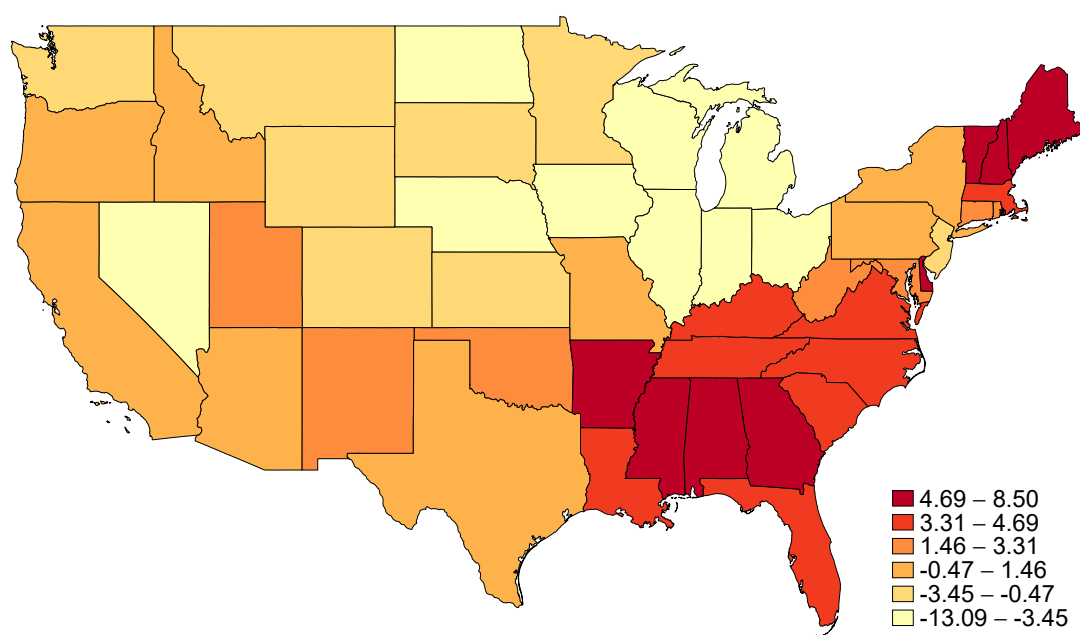 4.69 – 8.50
3.31 – 4.69
1.46 – 3.31
-0.47 – 1.46
-3.45 – -0.47
-13.09 – -3.45